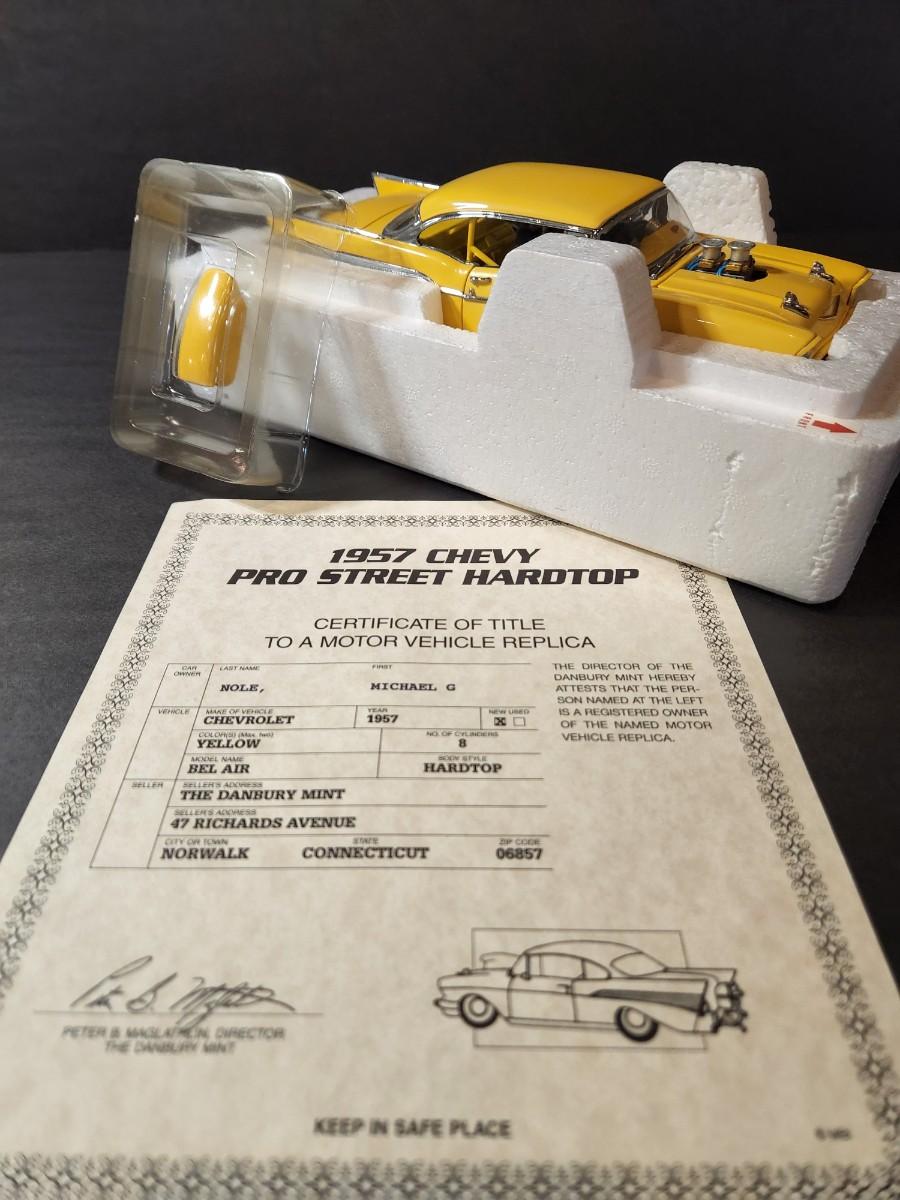 1957 CHEVY
PRO STREET HARDTOP
CERTIFICATE OF TITLE
TO A MOTOR VEHICLE REPLICA
CAR OWNER
LAST NAME FIRST
NOLE, MICHAEL G
VEHICLE
MAKE OF VEHICLE YEAR NEW USED
CHEVROLET 1957 X
COLOR(S) (Max. two) NO. OF CYLINDERS
YELLOW 8
MODEL NAME BODY STYLE
BEL AIR HARDTOP
SELLER
SELLER'S ADDRESS
THE DANBURY MINT
SELLER'S ADDRESS
47 RICHARDS AVENUE
CITY OR TOWN STATE ZIP CODE
NORWALK CONNECTICUT 06857
THE DIRECTOR OF THE
DANBURY MINT HEREBY
ATTESTS THAT THE PER-
SON NAMED AT THE LEFT
IS A REGISTERED OWNER
OF THE NAMED MOTOR
VEHICLE REPLICA.
PETER B. MAGLATHLIN, DIRECTOR
THE DANBURY MINT
KEEP IN SAFE PLACE